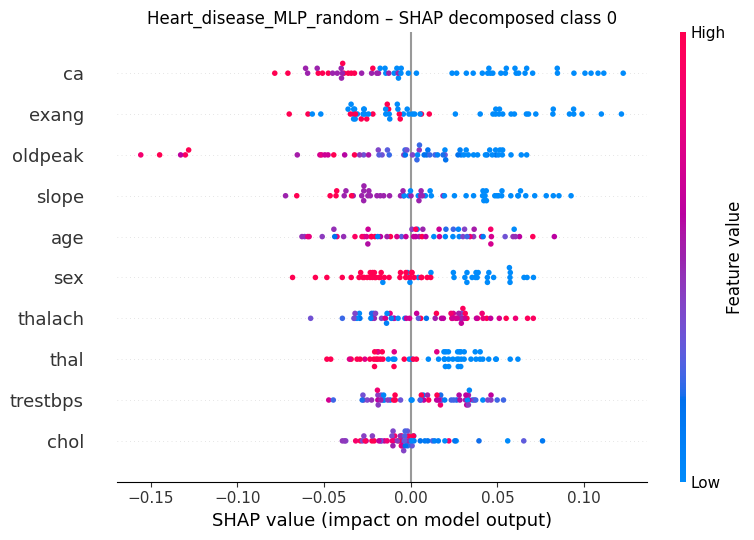 Heart_disease_MLP_random – SHAP decomposed class 0
High
ca
exang
oldpeak
slope
age
sex
thalach
thal
trestbps
chol
Feature value
Low
−0.15 −0.10 −0.05 0.00 0.05 0.10
SHAP value (impact on model output)